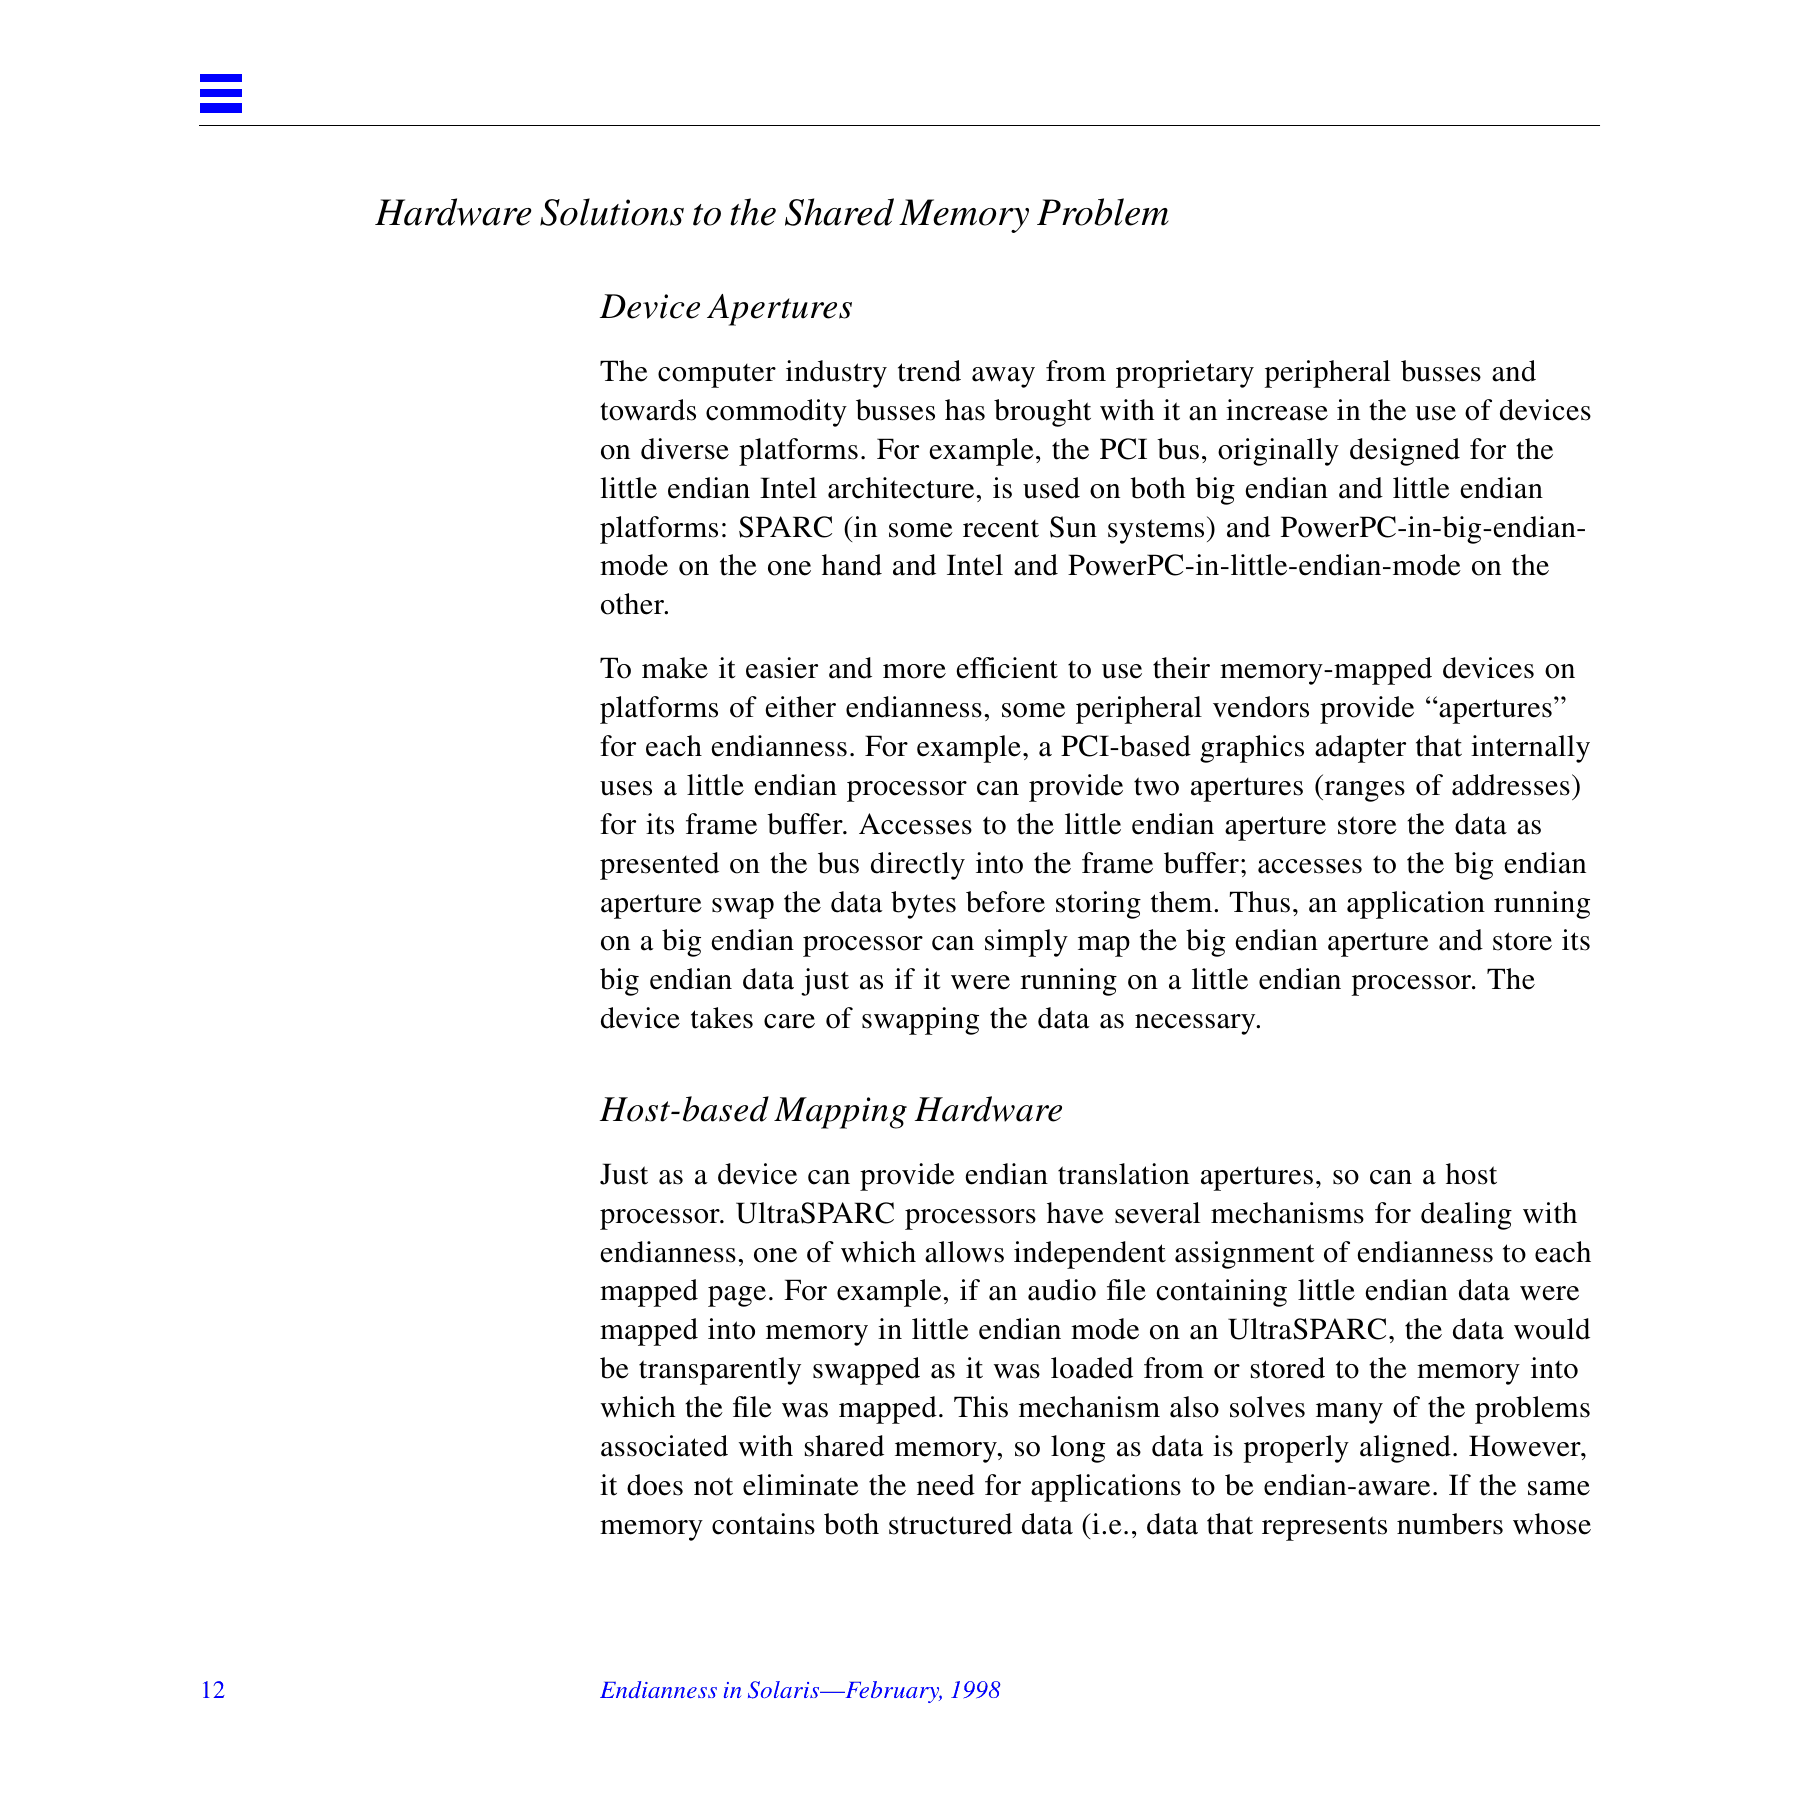 Hardware Solutions to the Shared Memory Problem
Device Apertures
The computer industry trend away from proprietary peripheral busses and
towards commodity busses has brought with it an increase in the use of devices
on diverse platforms. For example, the PCI bus, originally designed for the
little endian Intel architecture, is used on both big endian and little endian
platforms: SPARC (in some recent Sun systems) and PowerPC-in-big-endian-
mode on the one hand and Intel and PowerPC-in-little-endian-mode on the
other.
To make it easier and more efficient to use their memory-mapped devices on
platforms of either endianness, some peripheral vendors provide “apertures”
for each endianness. For example, a PCI-based graphics adapter that internally
uses a little endian processor can provide two apertures (ranges of addresses)
for its frame buffer. Accesses to the little endian aperture store the data as
presented on the bus directly into the frame buffer; accesses to the big endian
aperture swap the data bytes before storing them. Thus, an application running
on a big endian processor can simply map the big endian aperture and store its
big endian data just as if it were running on a little endian processor. The
device takes care of swapping the data as necessary.
Host-based Mapping Hardware
Just as a device can provide endian translation apertures, so can a host
processor. UltraSPARC processors have several mechanisms for dealing with
endianness, one of which allows independent assignment of endianness to each
mapped page. For example, if an audio file containing little endian data were
mapped into memory in little endian mode on an UltraSPARC, the data would
be transparently swapped as it was loaded from or stored to the memory into
which the file was mapped. This mechanism also solves many of the problems
associated with shared memory, so long as data is properly aligned. However,
it does not eliminate the need for applications to be endian-aware. If the same
memory contains both structured data (i.e., data that represents numbers whose
12
Endianness in Solaris—February, 1998